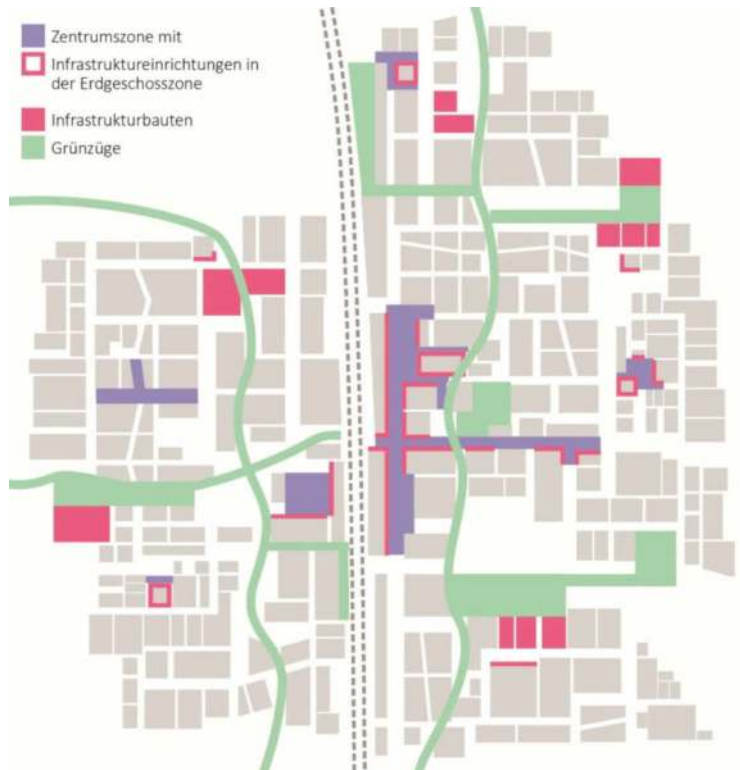 Zentrumszone mit
Infrastruktureinrichtungen in
der Erdgeschosszone
Infrastrukturbauten
Grünzüge